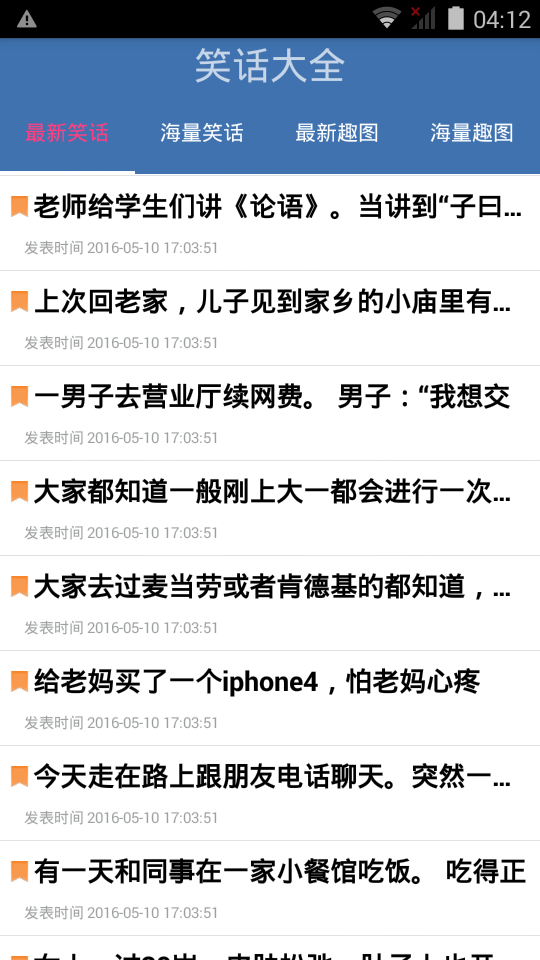 04:12
笑话大全
最新笑话 海量笑话 最新趣图 海量趣图
老师给学生们讲《论语》。当讲到“子曰...
发表时间 2016-05-10 17:03:51
上次回老家，儿子见到家乡的小庙里有...
发表时间 2016-05-10 17:03:51
一男子去营业厅续网费。 男子：“我想交
发表时间 2016-05-10 17:03:51
大家都知道一般刚上大一都会进行一次...
发表时间 2016-05-10 17:03:51
大家去过麦当劳或者肯德基的都知道，...
发表时间 2016-05-10 17:03:51
给老妈买了一个iphone4，怕老妈心疼
发表时间 2016-05-10 17:03:51
今天走在路上跟朋友电话聊天。突然一...
发表时间 2016-05-10 17:03:51
有一天和同事在一家小餐馆吃饭。 吃得正
发表时间 2016-05-10 17:03:51